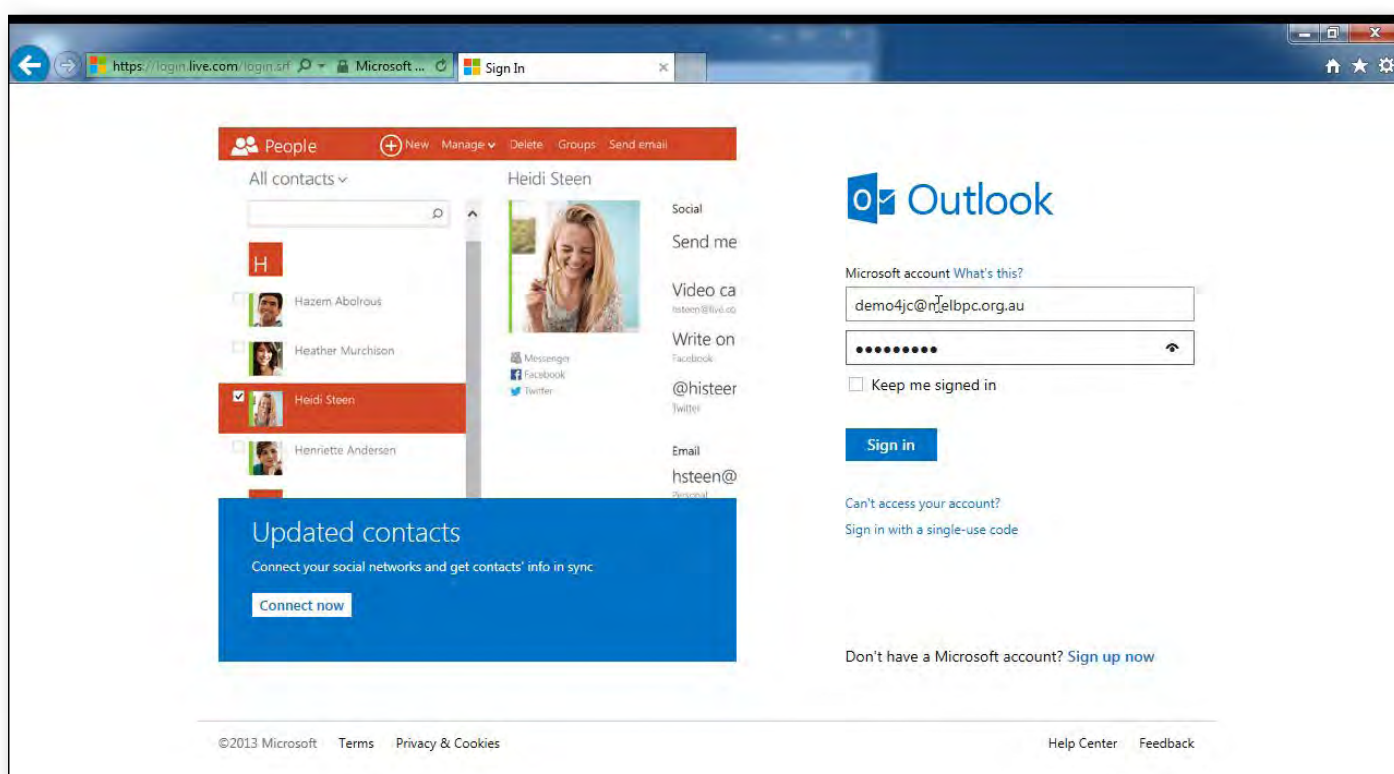 https://login.live.com/login.srf Microsoft ... Sign In
People New Manage Delete Groups Send email
All contacts
Heidi Steen
H
Hazem Abolrous
Heather Murchison
Heidi Steen
Henriette Andersen
Messenger
Facebook
Twitter
Social
Send me
Video ca
hsteen@live.co
Write on
Facebook
@histeer
Twitter
Email
hsteen@
Personal
Updated contacts
Connect your social networks and get contacts' info in sync
Connect now
Outlook
Microsoft account What's this?
demo4jc@melbpc.org.au
Keep me signed in
Sign in
Can't access your account?
Sign in with a single-use code
Don't have a Microsoft account? Sign up now
©2013 Microsoft Terms Privacy & Cookies Help Center Feedback